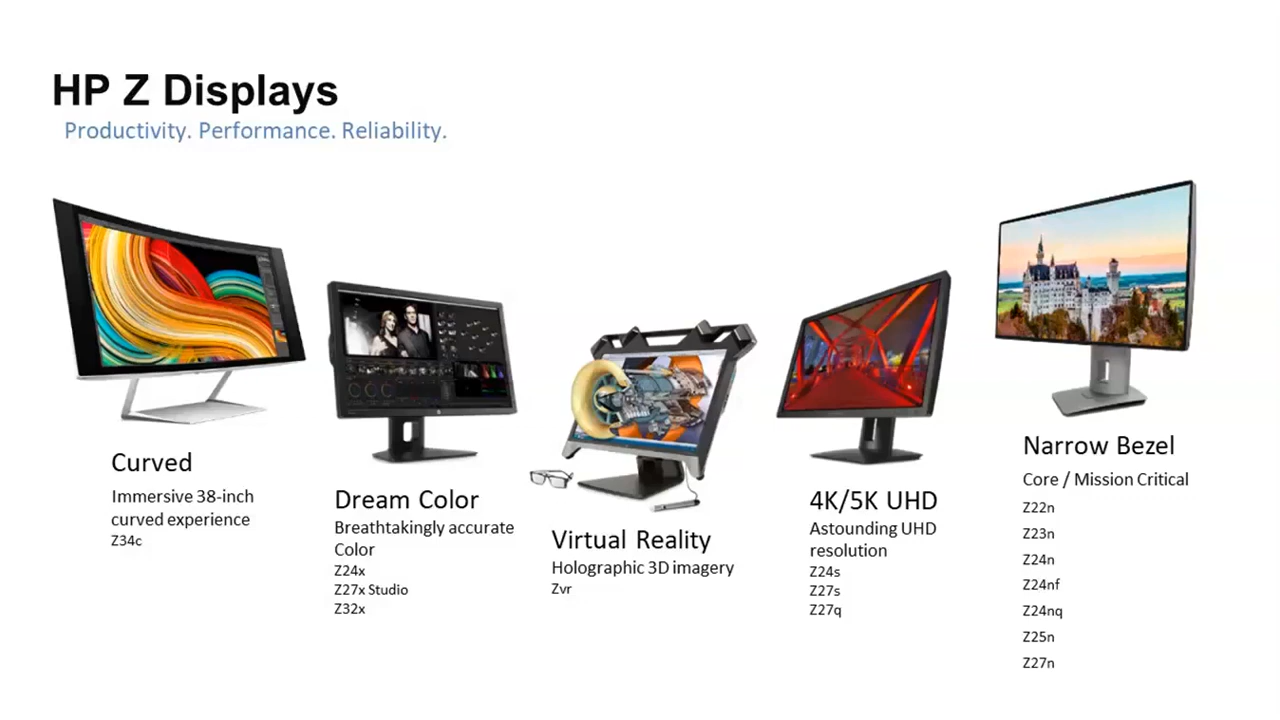 HP Z Displays
Productivity. Performance. Reliability.
Curved
Immersive 38-inch
curved experience
Z34c
Dream Color
Breathtakingly accurate
Color
Z24x
Z27x Studio
Z32x
Virtual Reality
Holographic 3D imagery
Zvr
4K/5K UHD
Astounding UHD
resolution
Z24s
Z27s
Z27q
Narrow Bezel
Core / Mission Critical
Z22n
Z23n
Z24n
Z24nf
Z24nq
Z25n
Z27n